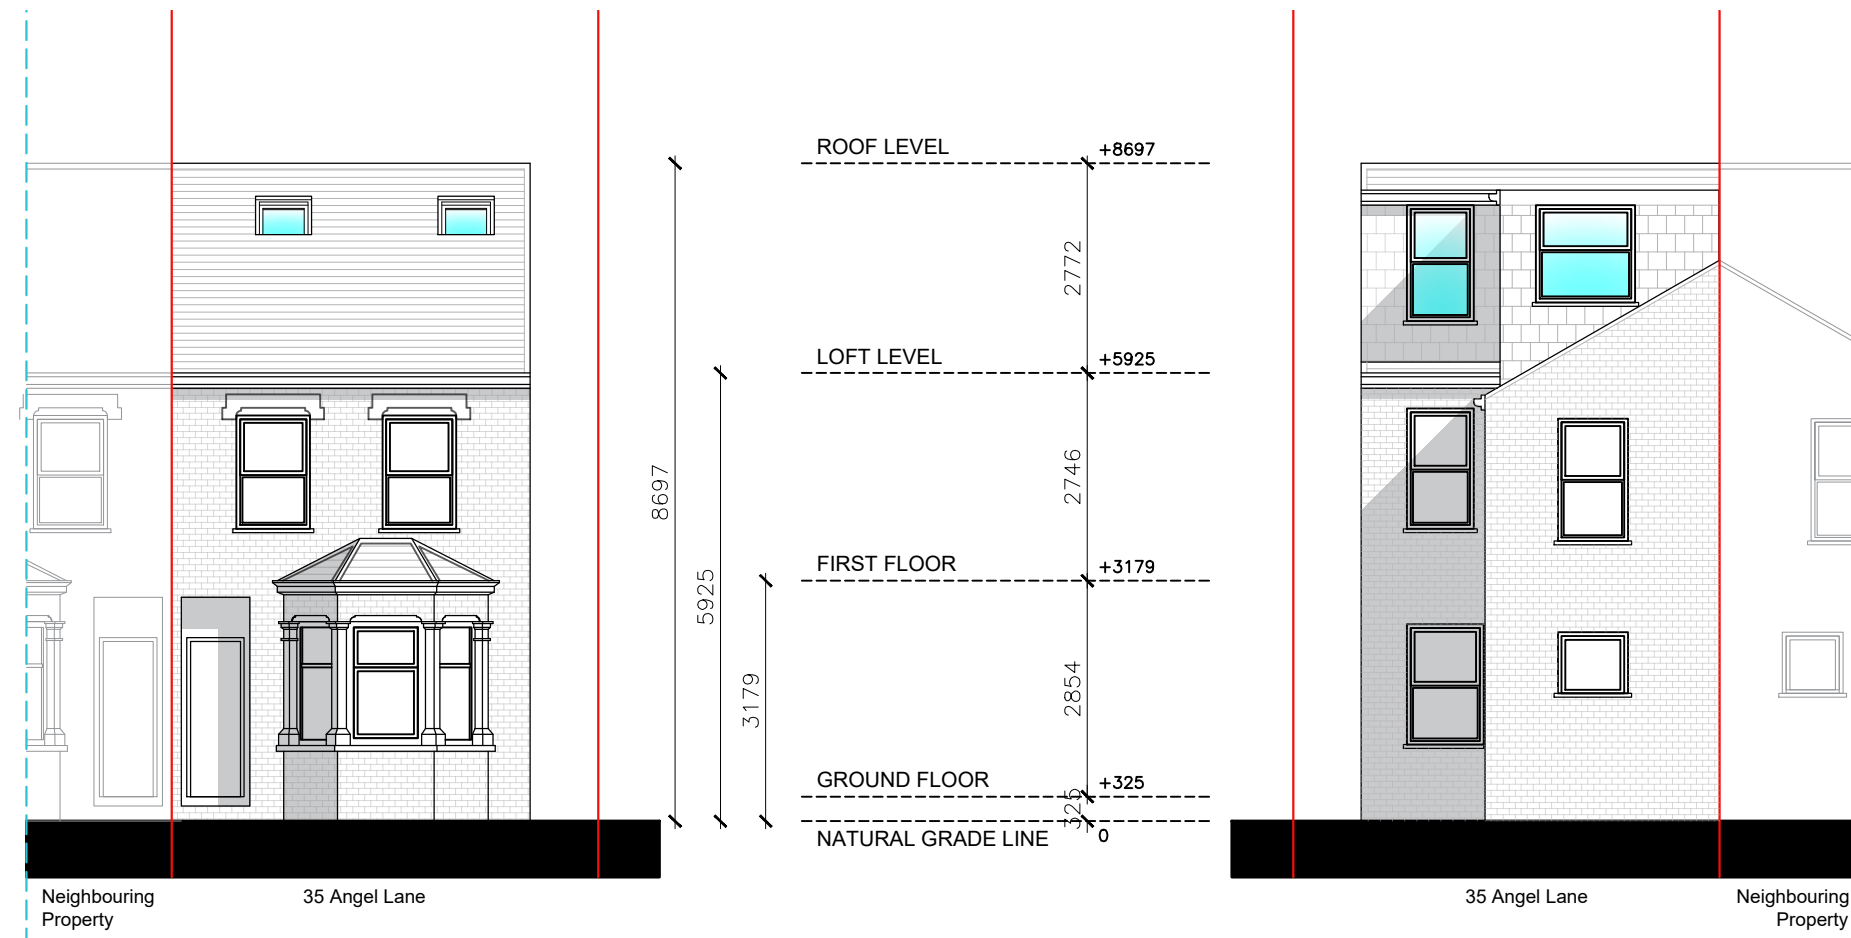 ROOF LEVEL
+8697
2772
LOFT LEVEL
+5925
8697
2746
FIRST FLOOR
+3179
5925
3179
2854
GROUND FLOOR
+325
325
NATURAL GRADE LINE
0
Neighbouring
Property
35 Angel Lane
35 Angel Lane
Neighbouring
Property